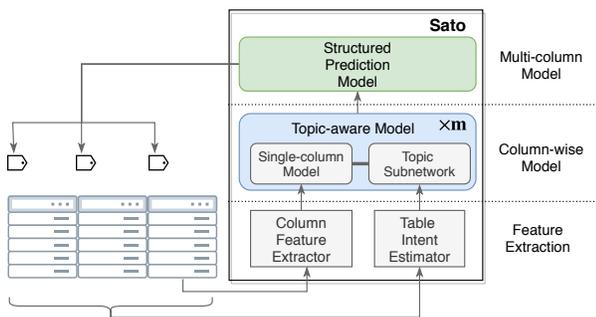 Sato
Structured
Prediction
Model
Multi-column
Model
Topic-aware Model
×m
Single-column
Model
Topic
Subnetwork
Column-wise
Model
Column
Feature
Extractor
Table
Intent
Estimator
Feature
Extraction